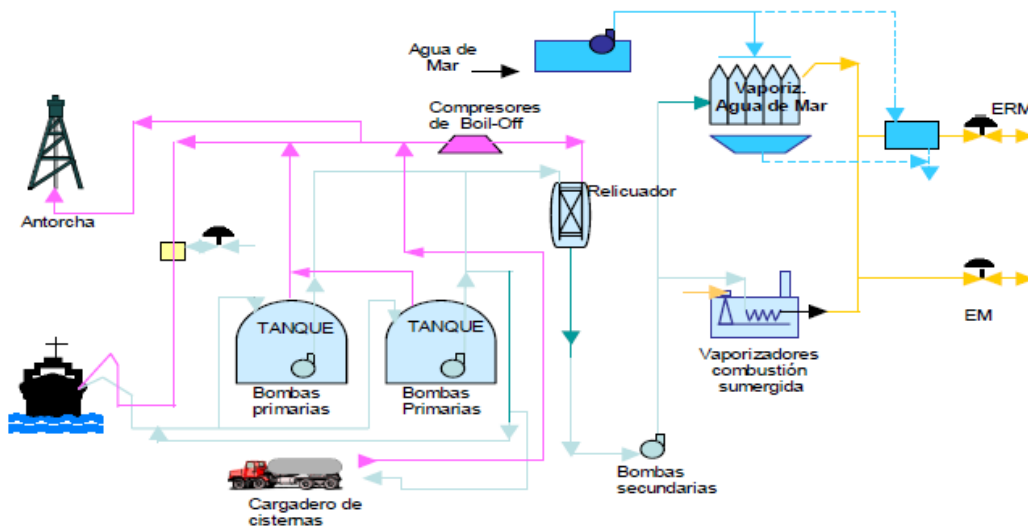 Agua de
Mar
Compresores
de Boil-Off
Vaporiz.
Agua de Mar
ERM
Antorcha
Relicuador
TANQUE
TANQUE
EM
Vaporizadores
combustión
sumergida
Bombas
primarias
Bombas
Primarias
Bombas
secundarias
Cargadero de
cisternas